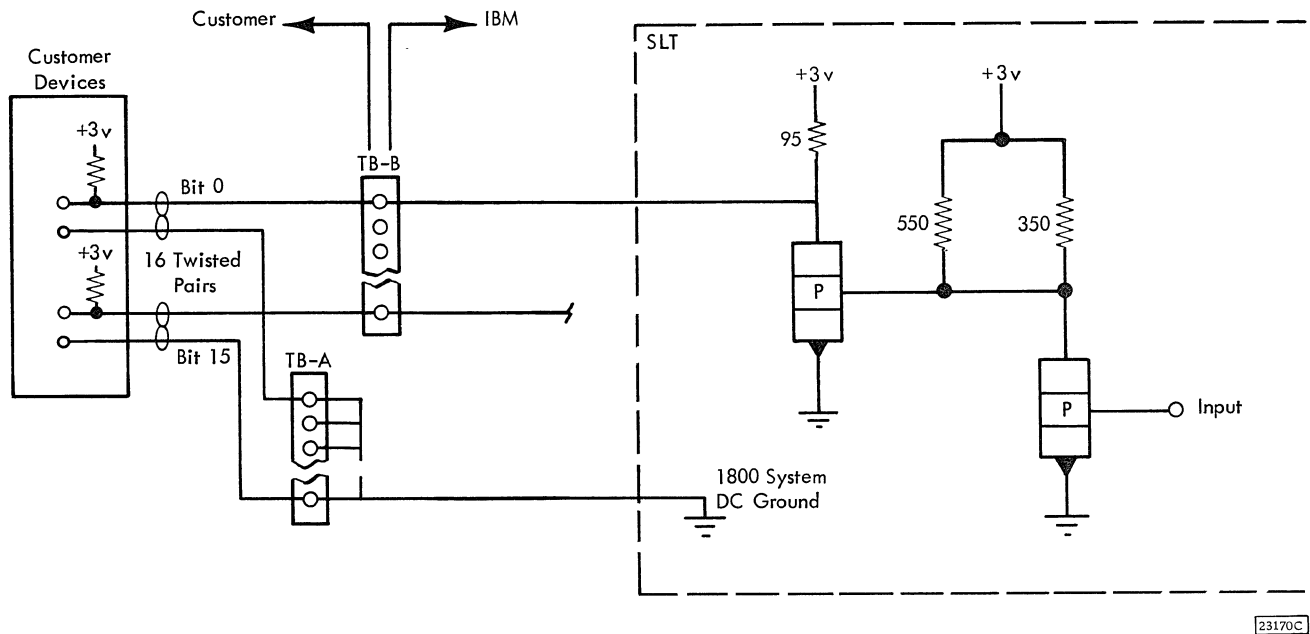 Customer
IBM
SLT
Customer
Devices
+3v
+3v
+3v
95
TB-B
+3v
Bit 0
550
350
16 Twisted
Pairs
P
Bit 15
TB-A
P
Input
1800 System
DC Ground
23170C